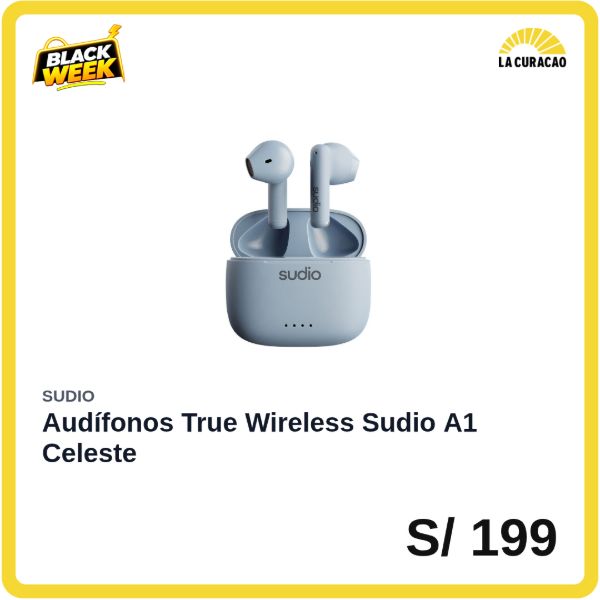 BLACK
WEEK
LA CURACAO
sudio
sudio
SUDIO
Audífonos True Wireless Sudio A1
Celeste
S/ 199